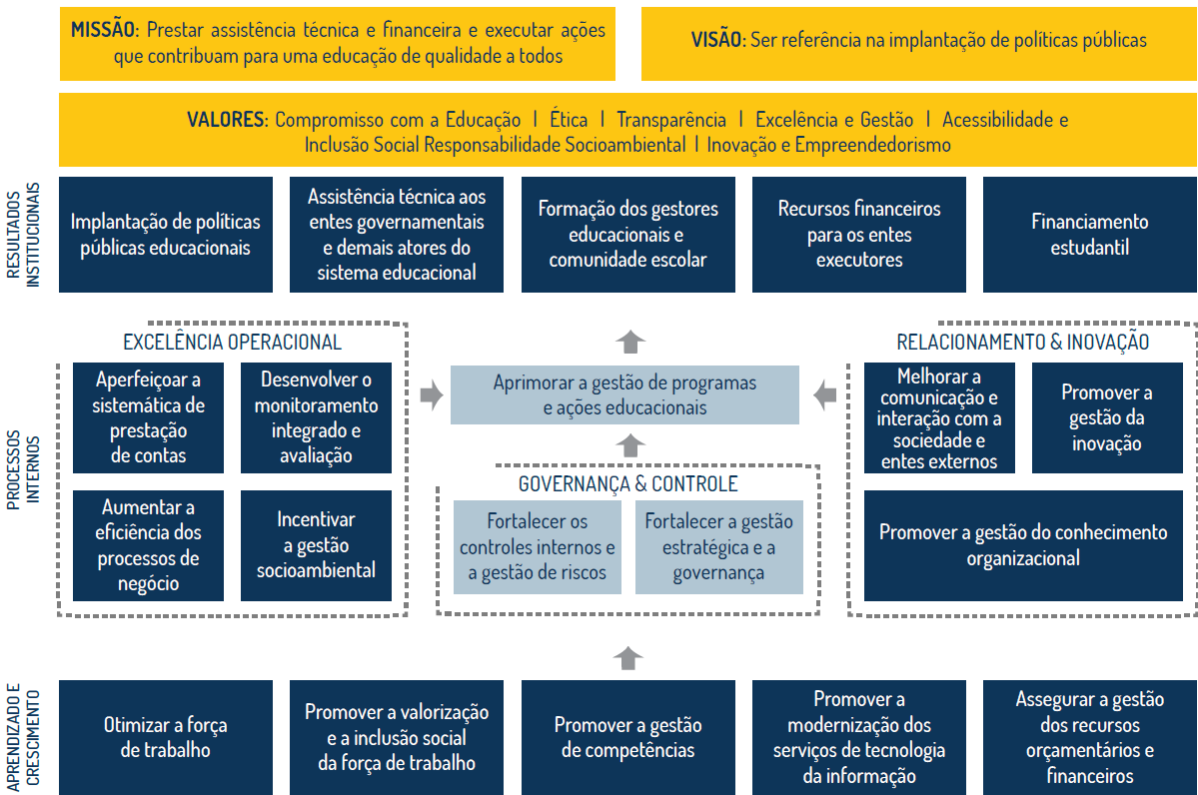 MISSÃO: Prestar assistência técnica e financeira e executar ações
que contribuam para uma educação de qualidade a todos
VISÃO: Ser referência na implantação de políticas públicas
VALORES: Compromisso com a Educação | Ética | Transparência | Excelência e Gestão | Acessibilidade e
Inclusão Social Responsabilidade Socioambiental | Inovação e Empreendedorismo
RESULTADOS
INSTITUCIONAIS
Implantação de políticas
públicas educacionais
Assistência técnica aos
entes governamentais
e demais atores do
sistema educacional
Formação dos gestores
educacionais e
comunidade escolar
Recursos financeiros
para os entes
executores
Financiamento
estudantil
PROCESSOS
INTERNOS
EXCELÊNCIA OPERACIONAL
Aperfeiçoar a
sistemática de
prestação
de contas
Desenvolver o
monitoramento
integrado e
avaliação
Aumentar a
eficiência dos
processos de
negócio
Incentivar
a gestão
socioambiental
Aprimorar a gestão de programas
e ações educacionais
GOVERNANÇA & CONTROLE
Fortalecer os
controles internos e
a gestão de riscos
Fortalecer a gestão
estratégica e a
governança
RELACIONAMENTO & INOVAÇÃO
Melhorar a
comunicação e
interação com a
sociedade e
entes externos
Promover a
gestão da
inovação
Promover a gestão do conhecimento
organizacional
APRENDIZADO E
CRESCIMENTO
Otimizar a força
de trabalho
Promover a valorização
e a inclusão social
da força de trabalho
Promover a gestão
de competências
Promover a
modernização dos
serviços de tecnologia
da informação
Assegurar a gestão
dos recursos
orçamentários e
financeiros